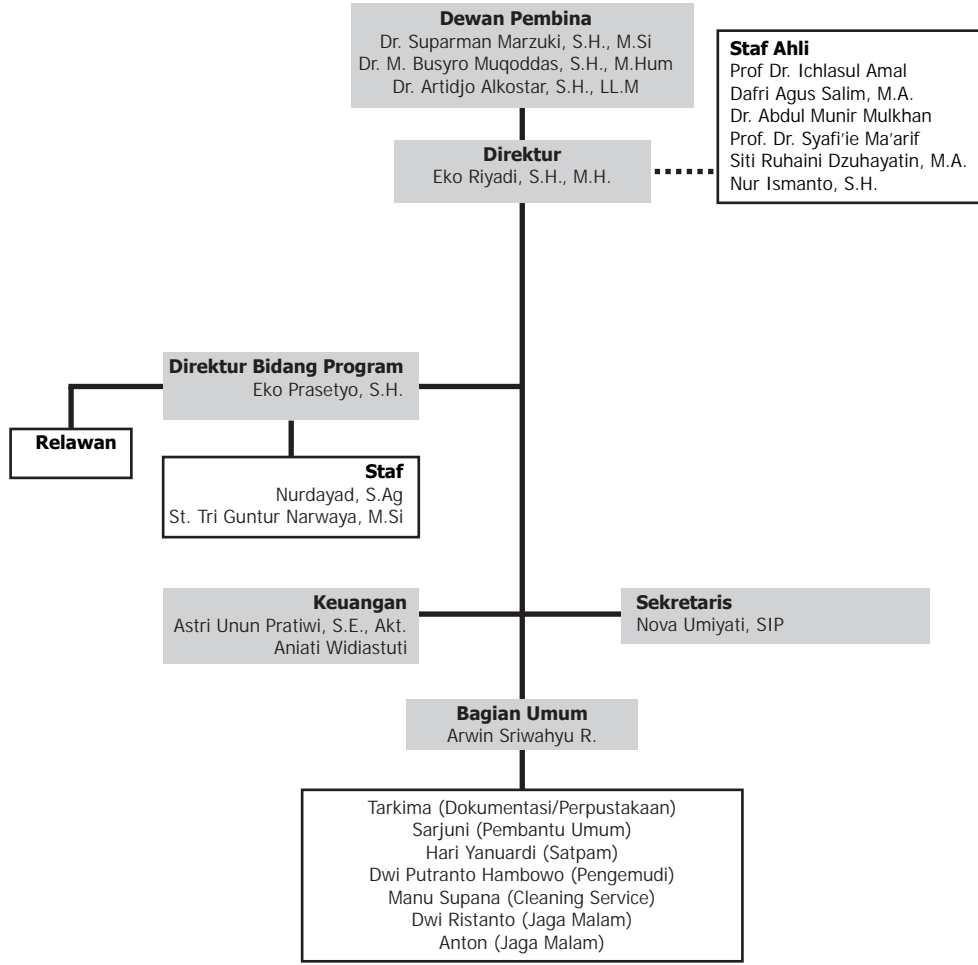 Dewan Pembina
Dr. Suparman Marzuki, S.H., M.Si
Dr. M. Busyro Muqoddas, S.H., M.Hum
Dr. Artidjo Alkostar, S.H., LL.M
Staf Ahli
Prof Dr. Ichlasul Amal
Dafri Agus Salim, M.A.
Dr. Abdul Munir Mulkhan
Prof. Dr. Syafi’ie Ma’arif
Siti Ruhaini Dzuhayatin, M.A.
Nur Ismanto, S.H.
Direktur
Eko Riyadi, S.H., M.H.
Direktur Bidang Program
Eko Prasetyo, S.H.
Relawan
Staf
Nurdayad, S.Ag
St. Tri Guntur Narwaya, M.Si
Keuangan
Astri Unun Pratiwi, S.E., Akt.
Aniati Widiastuti
Sekretaris
Nova Umiyati, SIP
Bagian Umum
Arwin Sriwahyu R.
Tarkima (Dokumentasi/Perpustakaan)
Sarjuni (Pembantu Umum)
Hari Yanuardi (Satpam)
Dwi Putranto Hambowo (Pengemudi)
Manu Supana (Cleaning Service)
Dwi Ristanto (Jaga Malam)
Anton (Jaga Malam)